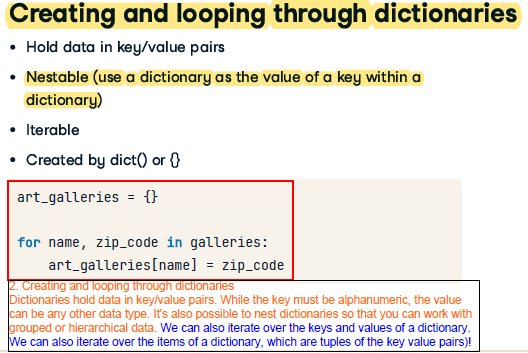 Creating and looping through dictionaries
• Hold data in key/value pairs
• Nestable (use a dictionary as the value of a key within a
dictionary)
• Iterable
• Created by dict() or {}
art_galleries = {}
for name, zip_code in galleries:
    art_galleries[name] = zip_code
2. Creating and looping through dictionaries
Dictionaries hold data in key/value pairs. While the key must be alphanumeric, the value
can be any other data type. It's also possible to nest dictionaries so that you can work with
grouped or hierarchical data. We can also iterate over the keys and values of a dictionary.
We can also iterate over the items of a dictionary, which are tuples of the key value pairs)!